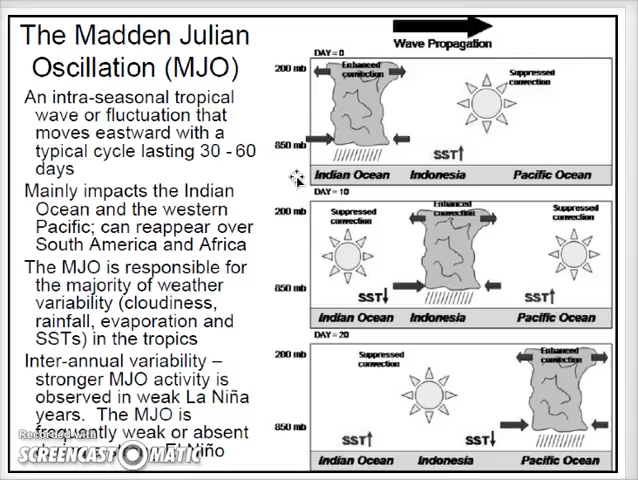 The Madden Julian
Oscillation (MJO)
An intra-seasonal tropical
wave or fluctuation that
moves eastward with a
typical cycle lasting 30 - 60
days
Mainly impacts the Indian
Ocean and the western
Pacific; can reappear over
South America and Africa
The MJO is responsible for
the majority of weather
variability (cloudiness,
rainfall, evaporation and
SSTs) in the tropics
Inter-annual variability –
stronger MJO activity is
observed in weak La Niña
years. The MJO is
frequently weak or absent
El Niño
Recorded with
SCREENCAST-O-MATIC
Wave Propagation
DAY = 0
200 mb
Enhanced
convection
Suppressed
convection
850 mb
SST↑
Indian Ocean Indonesia Pacific Ocean
DAY = 10
200 mb
Suppressed
convection
Enhanced
convection
Suppressed
convection
850 mb
SST↓
SST↑
Indian Ocean Indonesia Pacific Ocean
DAY = 20
200 mb
Suppressed
convection
Enhanced
convection
850 mb
SST↑
SST↓
Indian Ocean Indonesia Pacific Ocean